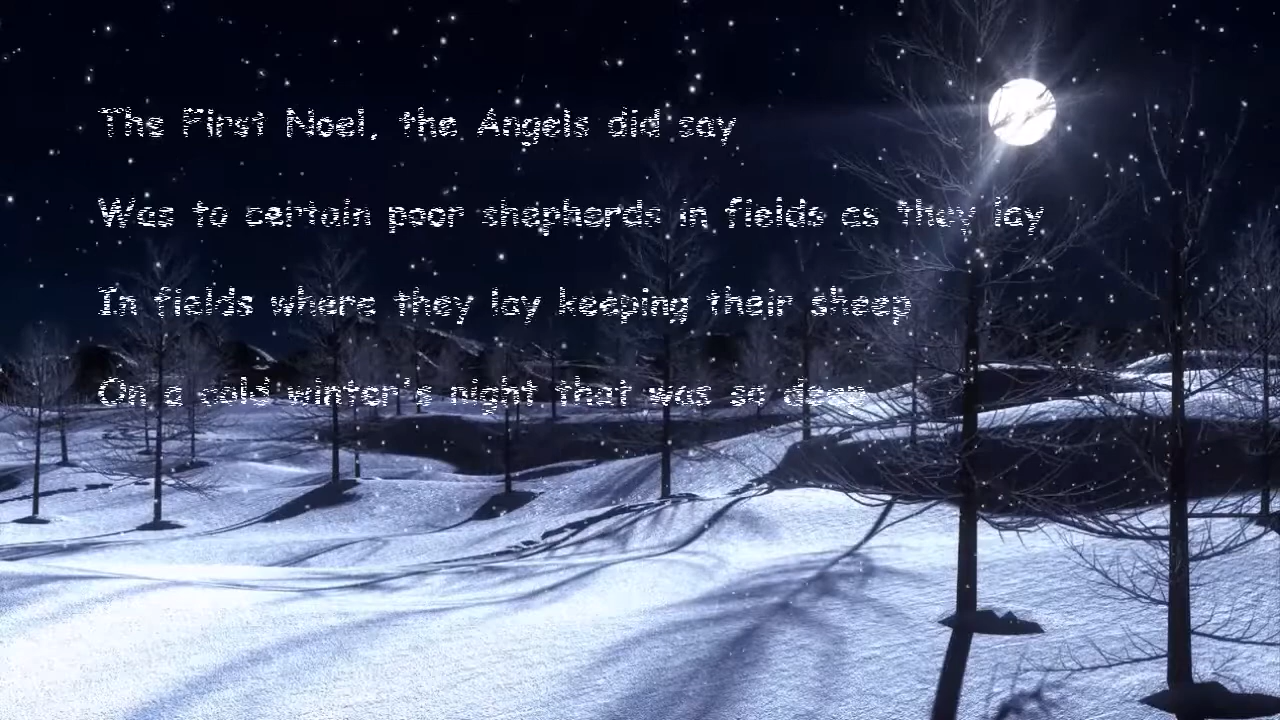 The First Noel, the Angels did say
Was to certain poor shepherds in fields as they lay
In fields where they lay keeping their sheep
On a cold winter's night that was so deep